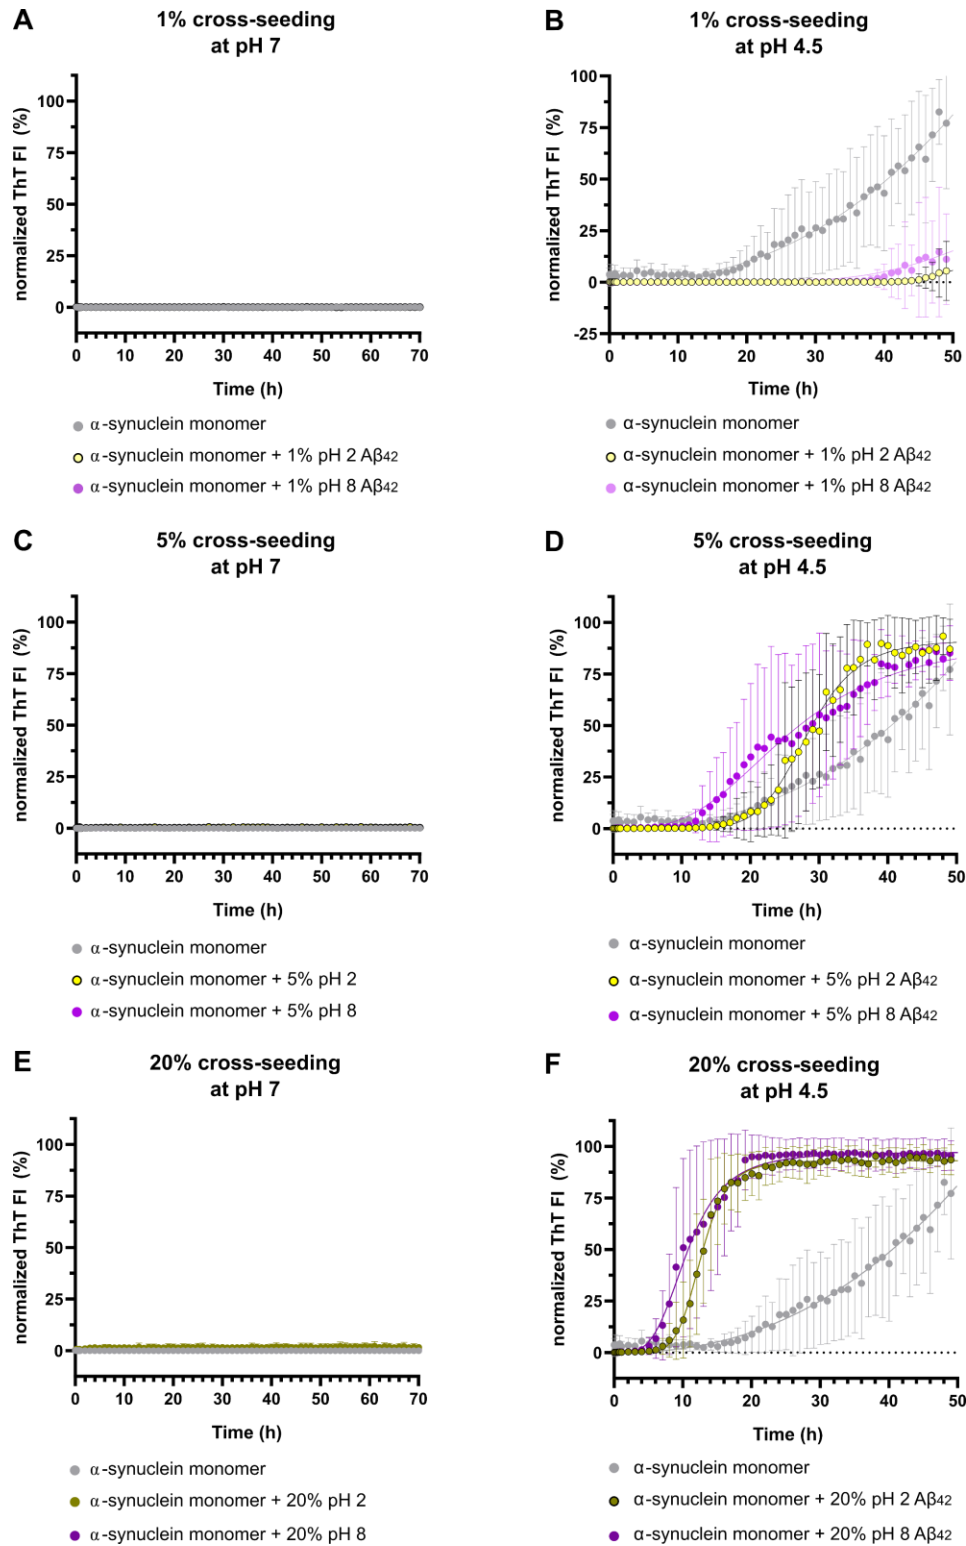 A
1% cross-seeding
at pH 7
normalized ThT FI (%)
100
75
50
25
0
0 10 20 30 40 50 60 70
Time (h)
α-synuclein monomer
α-synuclein monomer + 1% pH 2 Aβ42
α-synuclein monomer + 1% pH 8 Aβ42
B
1% cross-seeding
at pH 4.5
normalized ThT FI (%)
100
75
50
25
0
-25
0 10 20 30 40 50
Time (h)
α-synuclein monomer
α-synuclein monomer + 1% pH 2 Aβ42
α-synuclein monomer + 1% pH 8 Aβ42
C
5% cross-seeding
at pH 7
normalized ThT FI (%)
100
75
50
25
0
0 10 20 30 40 50 60 70
Time (h)
α-synuclein monomer
α-synuclein monomer + 5% pH 2
α-synuclein monomer + 5% pH 8
D
5% cross-seeding
at pH 4.5
normalized ThT FI (%)
100
75
50
25
0
0 10 20 30 40 50
Time (h)
α-synuclein monomer
α-synuclein monomer + 5% pH 2 Aβ42
α-synuclein monomer + 5% pH 8 Aβ42
E
20% cross-seeding
at pH 7
normalized ThT FI (%)
100
75
50
25
0
0 10 20 30 40 50 60 70
Time (h)
α-synuclein monomer
α-synuclein monomer + 20% pH 2
α-synuclein monomer + 20% pH 8
F
20% cross-seeding
at pH 4.5
normalized ThT FI (%)
100
75
50
25
0
0 10 20 30 40 50
Time (h)
α-synuclein monomer
α-synuclein monomer + 20% pH 2 Aβ42
α-synuclein monomer + 20% pH 8 Aβ42